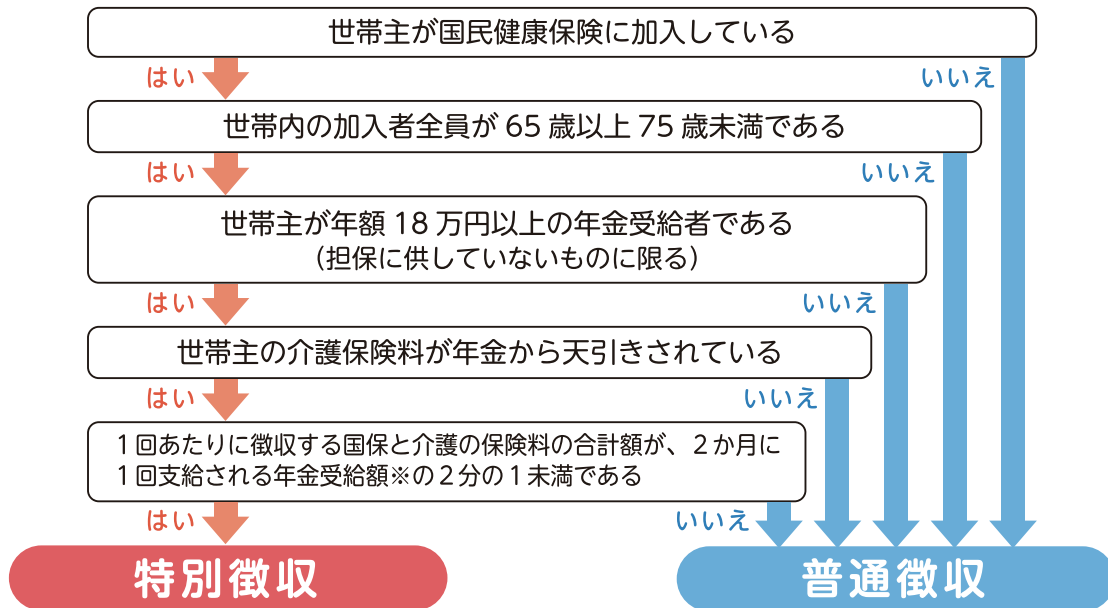 世帯主が国民健康保険に加入している
はい
いいえ
世帯内の加入者全員が 65 歳以上 75 歳未満である
はい
いいえ
世帯主が年額 18 万円以上の年金受給者である
（担保に供していないものに限る）
はい
いいえ
世帯主の介護保険料が年金から天引きされている
はい
いいえ
１回あたりに徴収する国保と介護の保険料の合計額が、２か月に
１回支給される年金受給額※の２分の１未満である
はい
いいえ
特別徴収
普通徴収